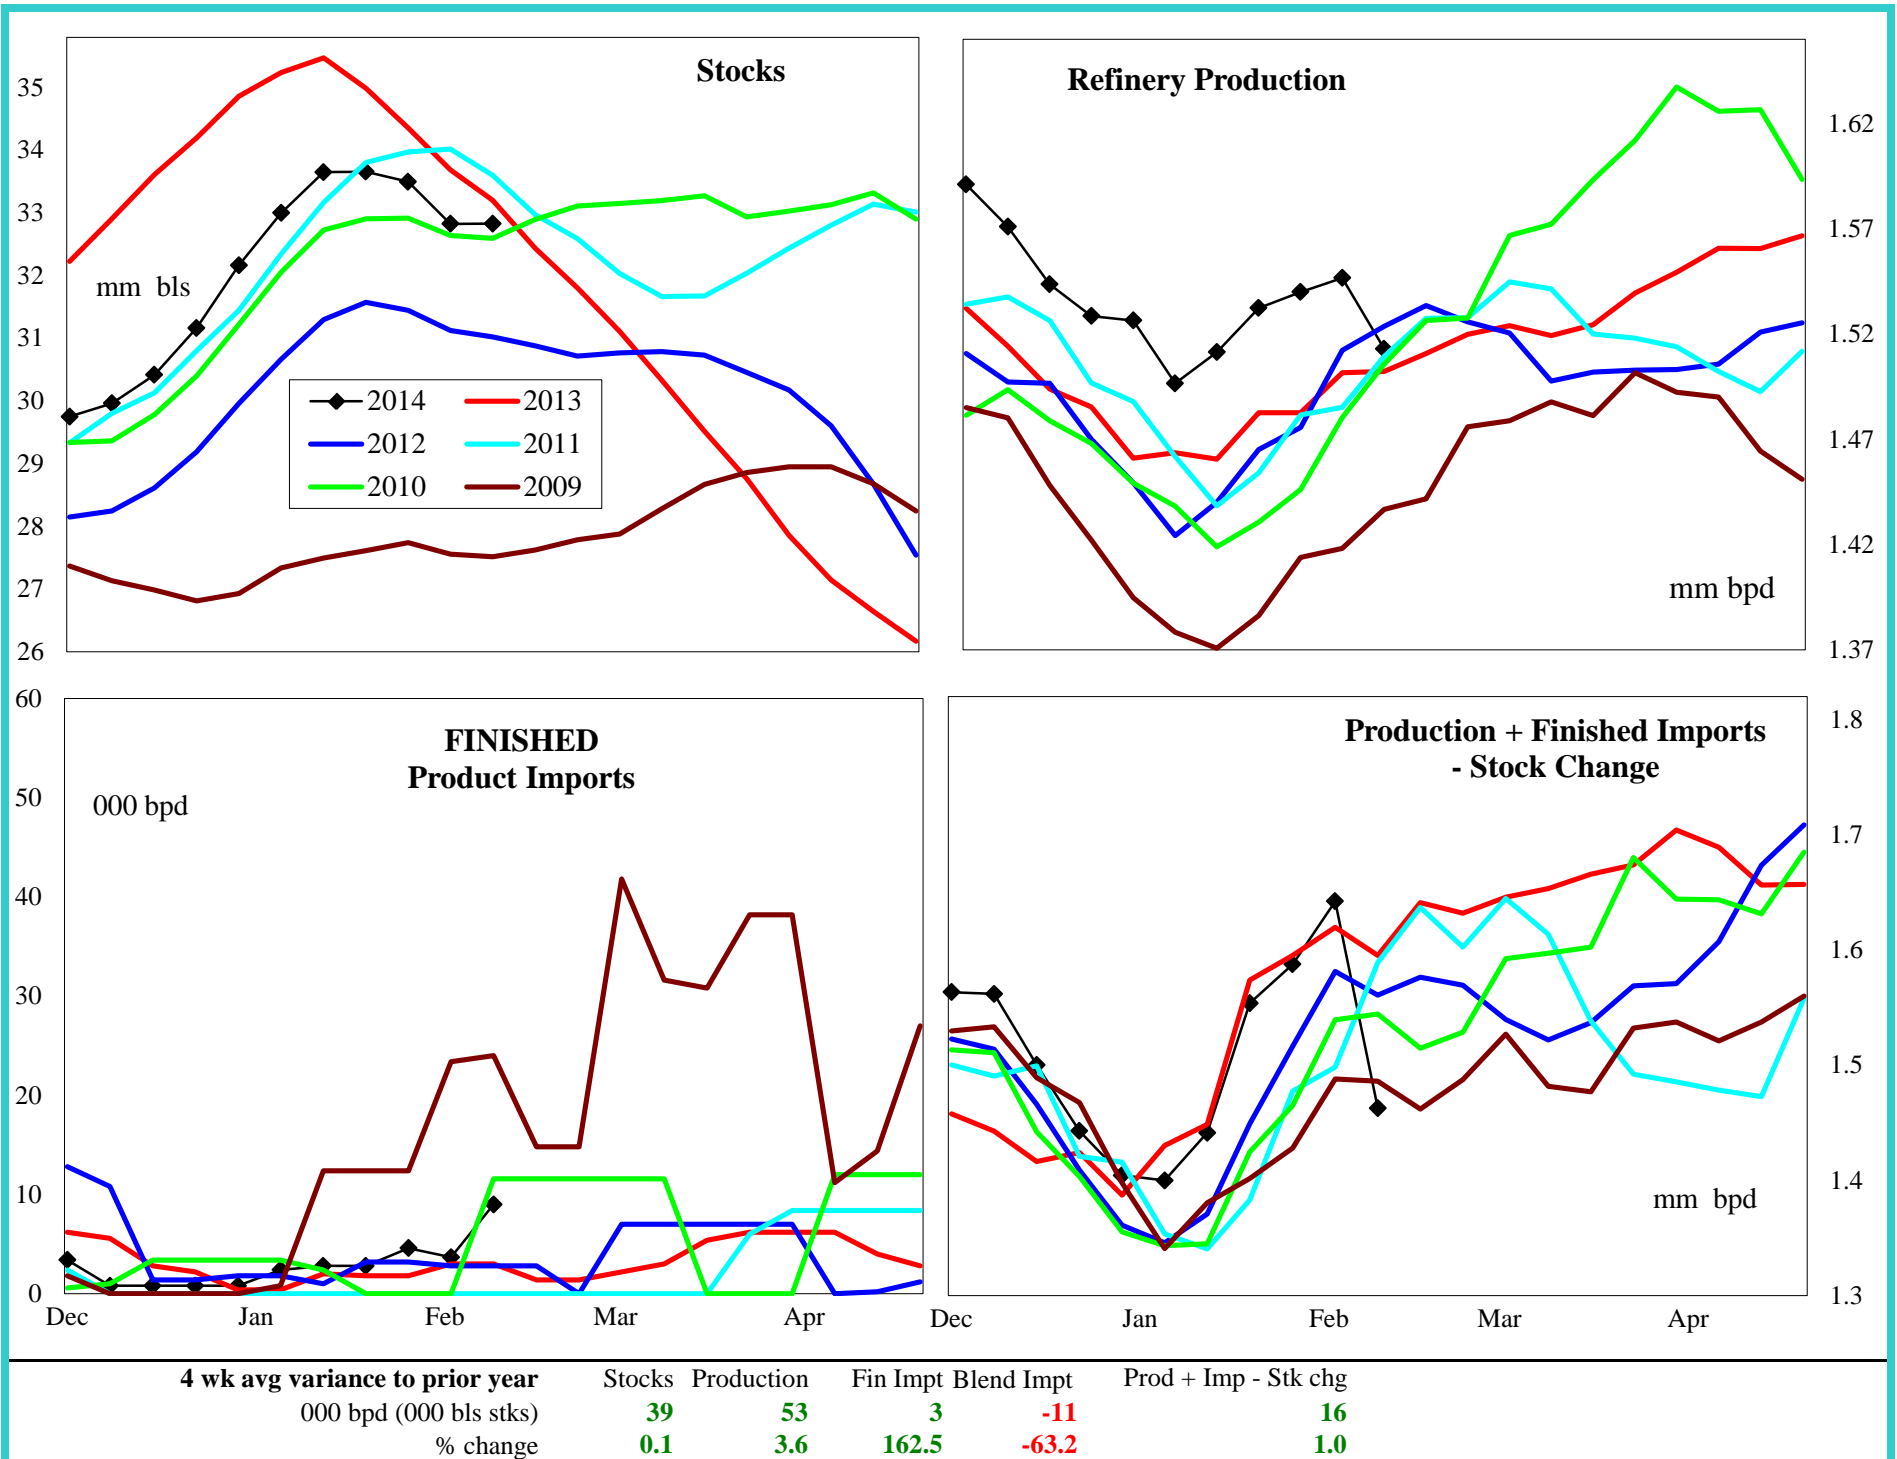 Stocks
35
34
33
32
31
30
29
28
27
26
mm bls
2014 2013
2012 2011
2010 2009
Refinery Production
1.62
1.57
1.52
1.47
1.42
1.37
mm bpd
FINISHED
Product Imports
60
50
40
30
20
10
0
000 bpd
Dec Jan Feb Mar Apr
Production + Finished Imports
- Stock Change
1.8
1.7
1.6
1.5
1.4
1.3
mm bpd
Dec Jan Feb Mar Apr
4 wk avg variance to prior year Stocks Production Fin Impt Blend Impt Prod + Imp - Stk chg
000 bpd (000 bls stks) 39 53 3 -11 16
% change 0.1 3.6 162.5 -63.2 1.0